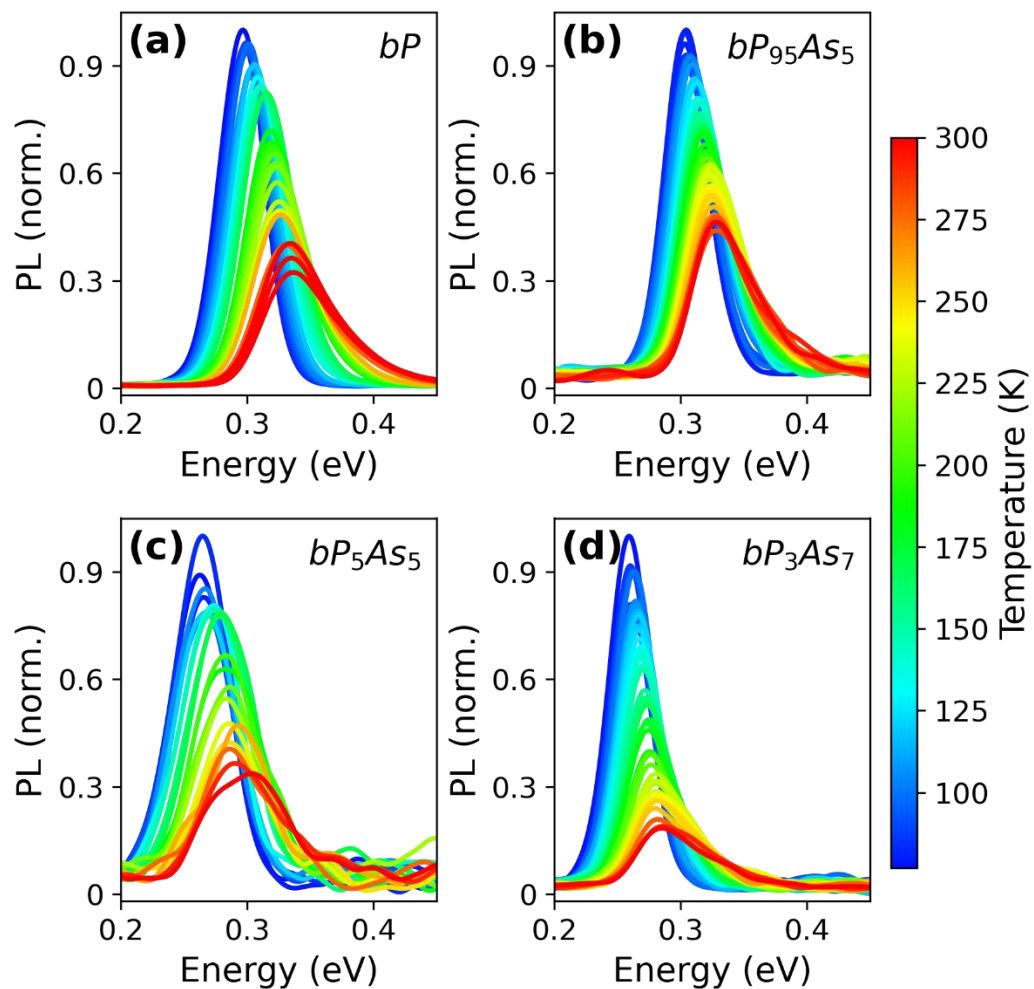 (a) bP
PL (norm.)
0.9
0.6
0.3
0
0.2 0.3 0.4
Energy (eV)
(b) bP₉₅As₅
PL (norm.)
0.9
0.6
0.3
0
0.2 0.3 0.4
Energy (eV)
(c) bP₅As₅
PL (norm.)
0.9
0.6
0.3
0
0.2 0.3 0.4
Energy (eV)
(d) bP₃As₇
PL (norm.)
0.9
0.6
0.3
0
0.2 0.3 0.4
Energy (eV)
300
275
250
225
200
175
150
125
100
Temperature (K)